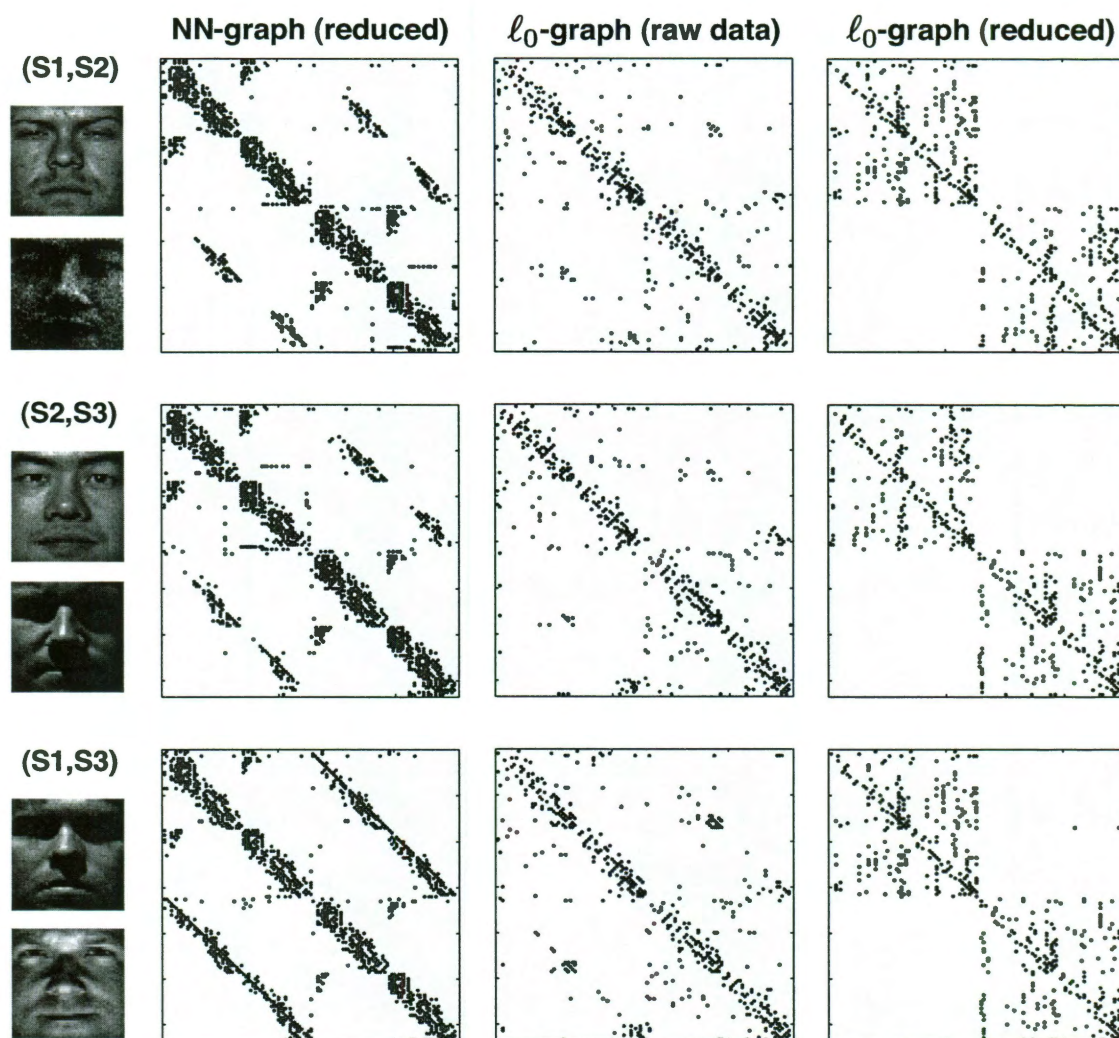 NN-graph (reduced) ℓ₀-graph (raw data) ℓ₀-graph (reduced)
(S1,S2)
(S2,S3)
(S1,S3)